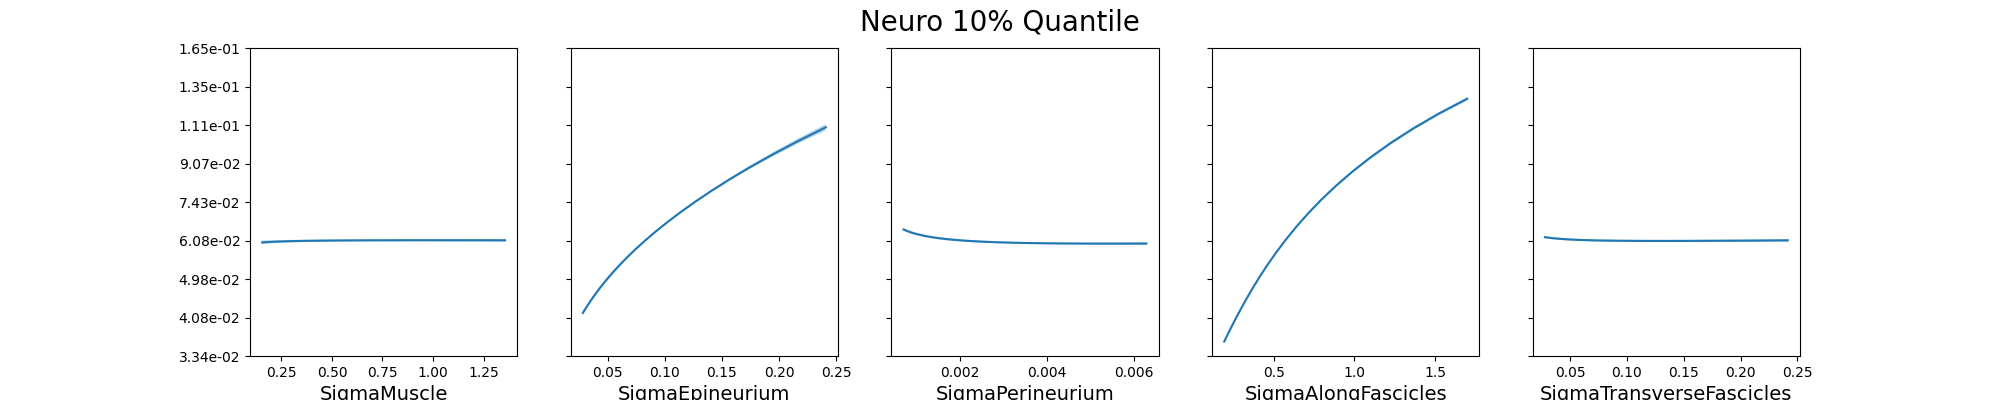 Neuro 10% Quantile
1.65e-01
1.35e-01
1.11e-01
9.07e-02
7.43e-02
6.08e-02
4.98e-02
4.08e-02
3.34e-02
0.25 0.50 0.75 1.00 1.25
SigmaMuscle
0.05 0.10 0.15 0.20 0.25
SigmaEpineurium
0.002 0.004 0.006
SigmaPerineurium
0.5 1.0 1.5
SigmaAlongFascicles
0.05 0.10 0.15 0.20 0.25
SigmaTransverseFascicles